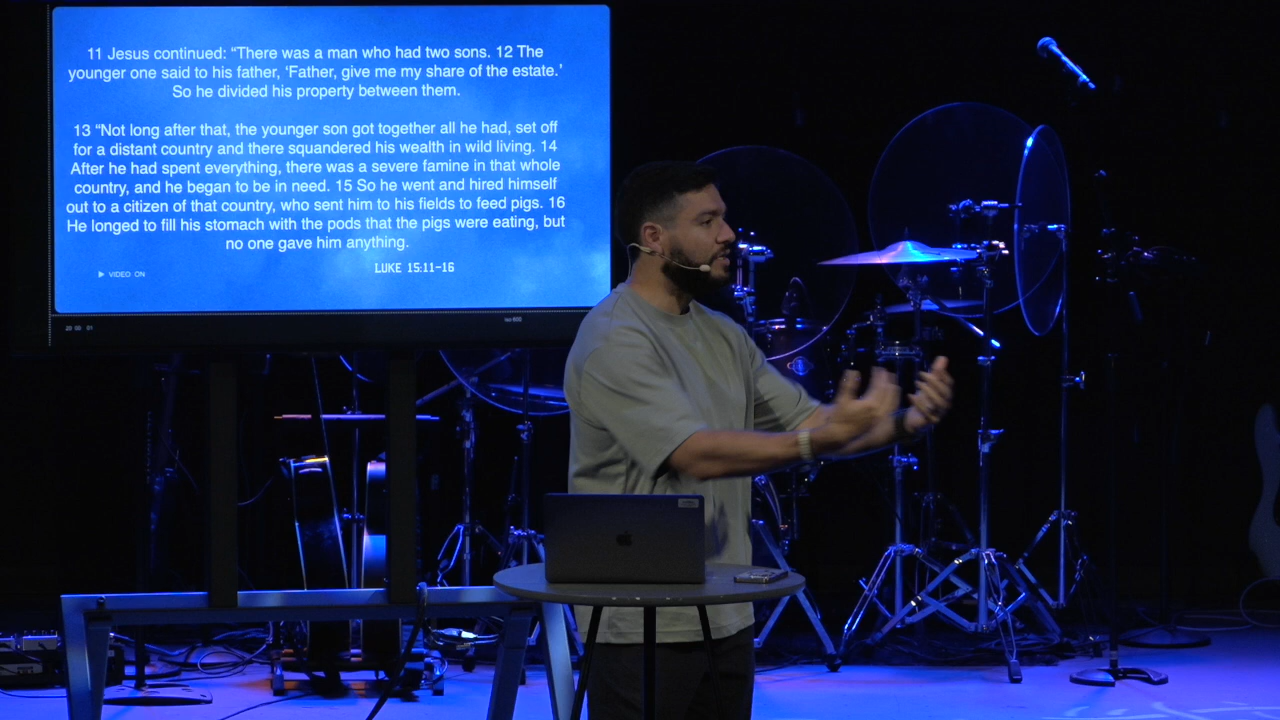 11 Jesus continued: “There was a man who had two sons. 12 The
younger one said to his father, ‘Father, give me my share of the estate.’
So he divided his property between them.
13 “Not long after that, the younger son got together all he had, set off
for a distant country and there squandered his wealth in wild living. 14
After he had spent everything, there was a severe famine in that whole
country, and he began to be in need. 15 So he went and hired himself
out to a citizen of that country, who sent him to his fields to feed pigs. 16
He longed to fill his stomach with the pods that the pigs were eating, but
no one gave him anything.
LUKE 15:11-16
VIDEO ON
iso 600